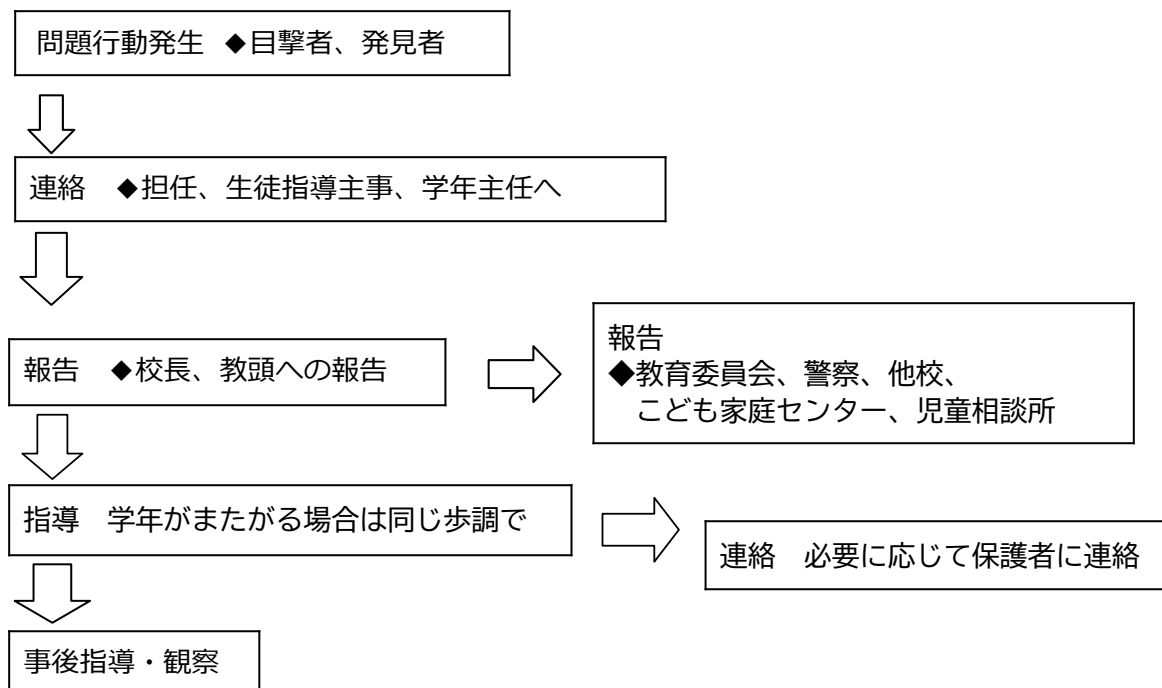 問題行動発生 ◆目撃者、発見者
連絡 ◆担任、生徒指導主事、学年主任へ
報告 ◆校長、教頭への報告
報告
◆教育委員会、警察、他校、
こども家庭センター、児童相談所
指導 学年がまたがる場合は同じ歩調で
連絡 必要に応じて保護者に連絡
事後指導・観察